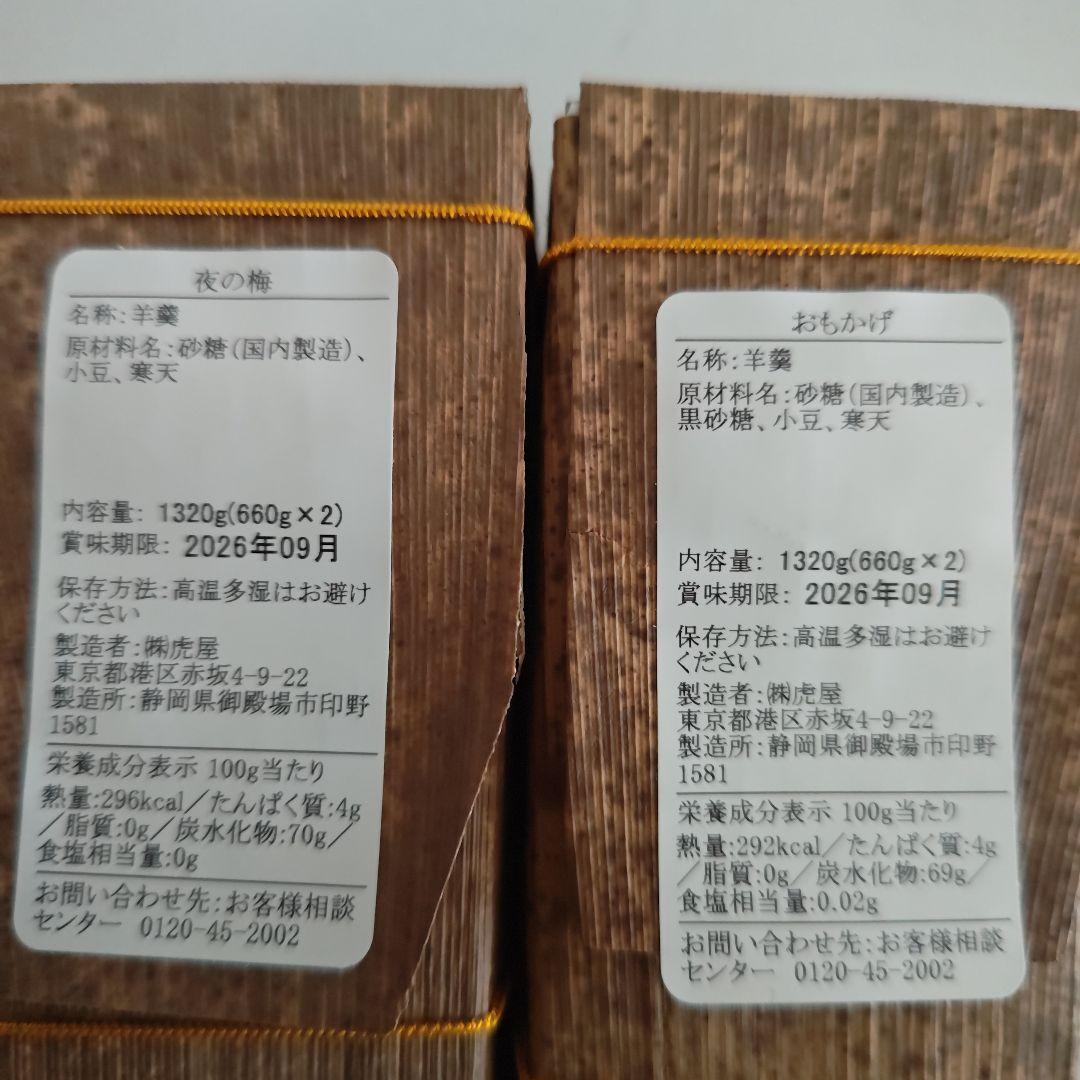 夜の梅
名称:羊羹
原材料名:砂糖(国内製造)、
小豆、寒天
内容量: 1320g(660g×2)
賞味期限: 2026年09月
保存方法:高温多湿はお避け
ください
製造者:㈱虎屋
東京都港区赤坂4-9-22
製造所:静岡県御殿場市印野
1581
栄養成分表示 100g当たり
熱量:296kcal/たんぱく質:4g
/脂質:0g/炭水化物:70g/
食塩相当量:0g
お問い合わせ先:お客様相談
センター 0120-45-2002
おもかげ
名称:羊羹
原材料名:砂糖(国内製造)、
黒砂糖、小豆、寒天
内容量: 1320g(660g×2)
賞味期限: 2026年09月
保存方法:高温多湿はお避け
ください
製造者:㈱虎屋
東京都港区赤坂4-9-22
製造所:静岡県御殿場市印野
1581
栄養成分表示 100g当たり
熱量:292kcal/たんぱく質:4g
/脂質:0g/炭水化物:69g/
食塩相当量:0.02g
お問い合わせ先:お客様相談
センター 0120-45-2002